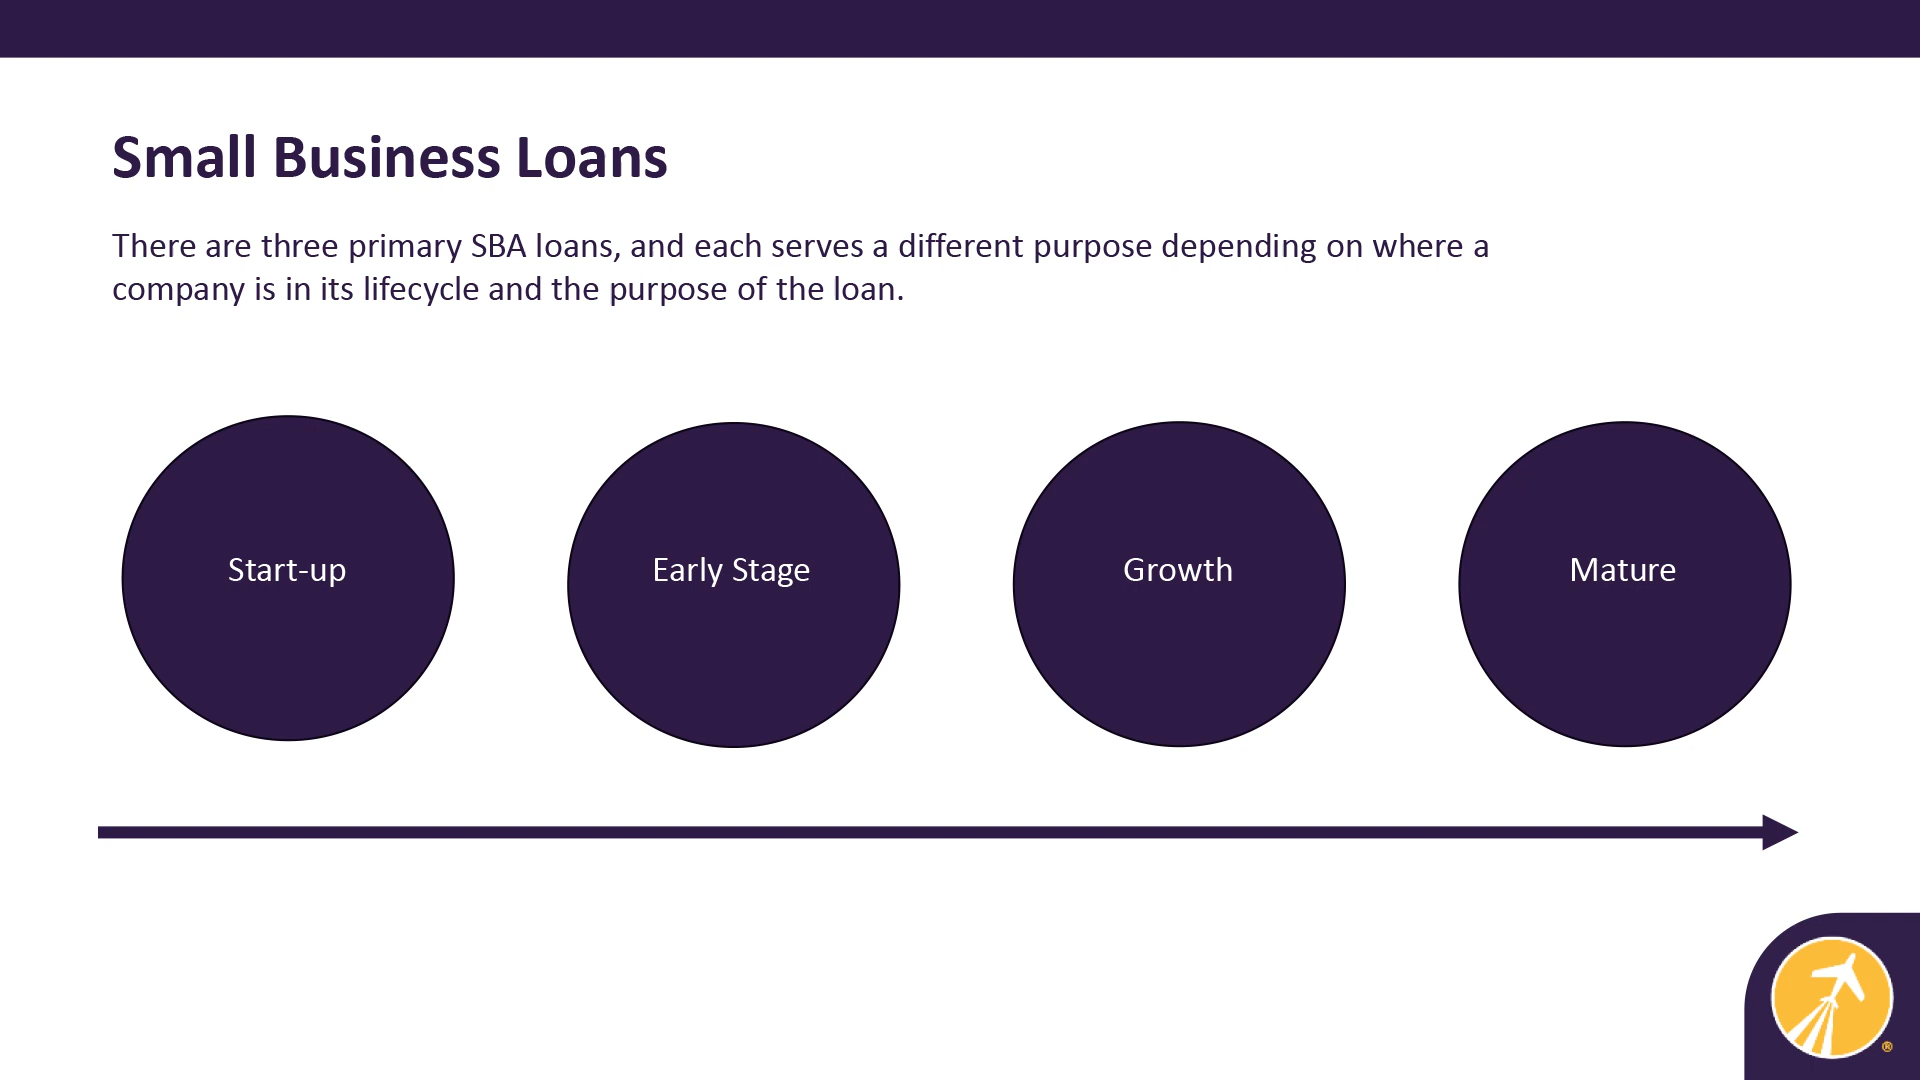 Small Business Loans
There are three primary SBA loans, and each serves a different purpose depending on where a
company is in its lifecycle and the purpose of the loan.
Start-up
Early Stage
Growth
Mature
®